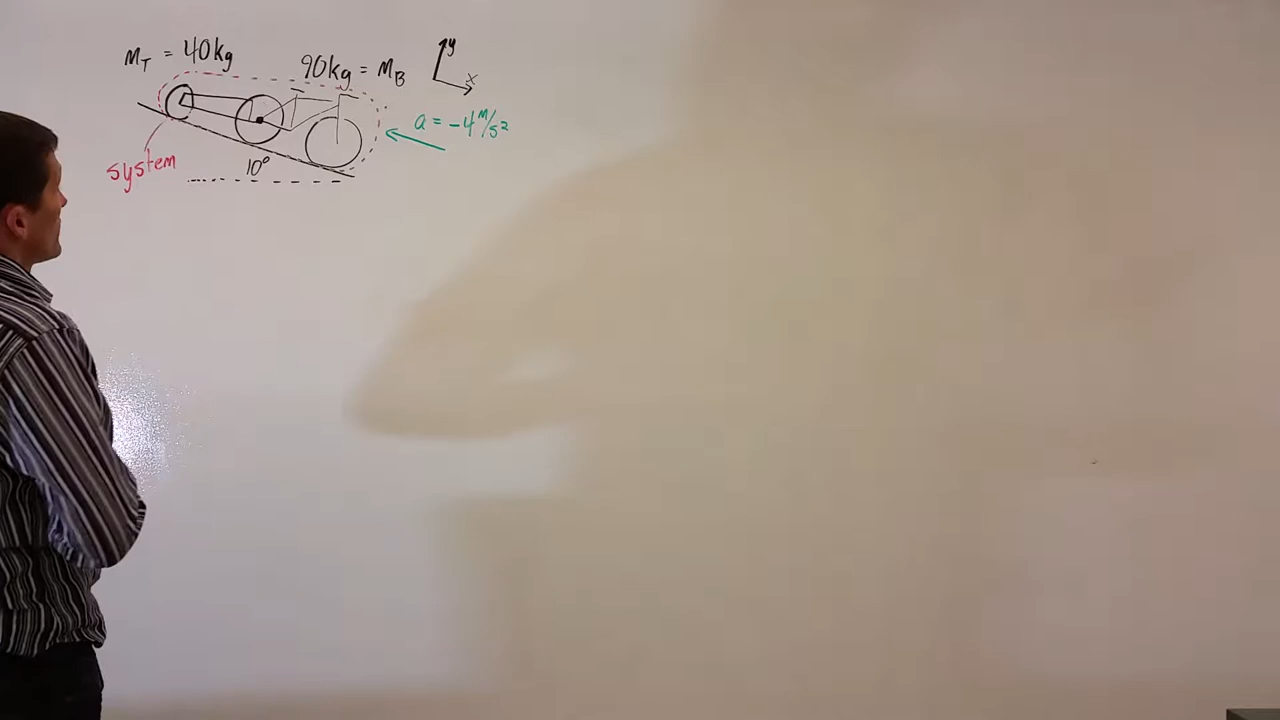 m_T = 40kg
90kg = m_B
y
x
a = -4 m/s²
system
10°